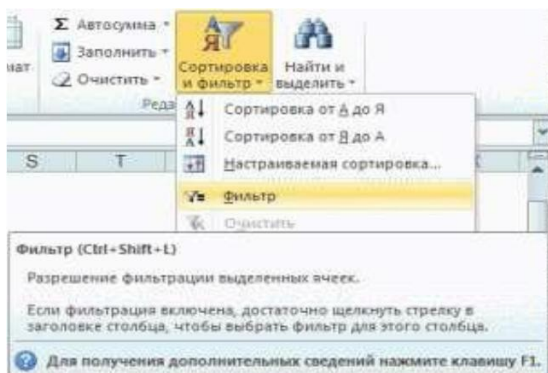 Σ Автосумма
Заполнить
Очистить
мат
Сортировка
и фильтр
Найти и
выделить
Реда
Сортировка от А до Я
Сортировка от Я до А
Настраиваемая сортировка...
S T
Фильтр
Очистить
Фильтр (Ctrl+Shift+L)
Разрешение фильтрации выделенных ячеек.
Если фильтрация включена, достаточно щелкнуть стрелку в
заголовке столбца, чтобы выбрать фильтр для этого столбца.
Для получения дополнительных сведений нажмите клавишу F1.